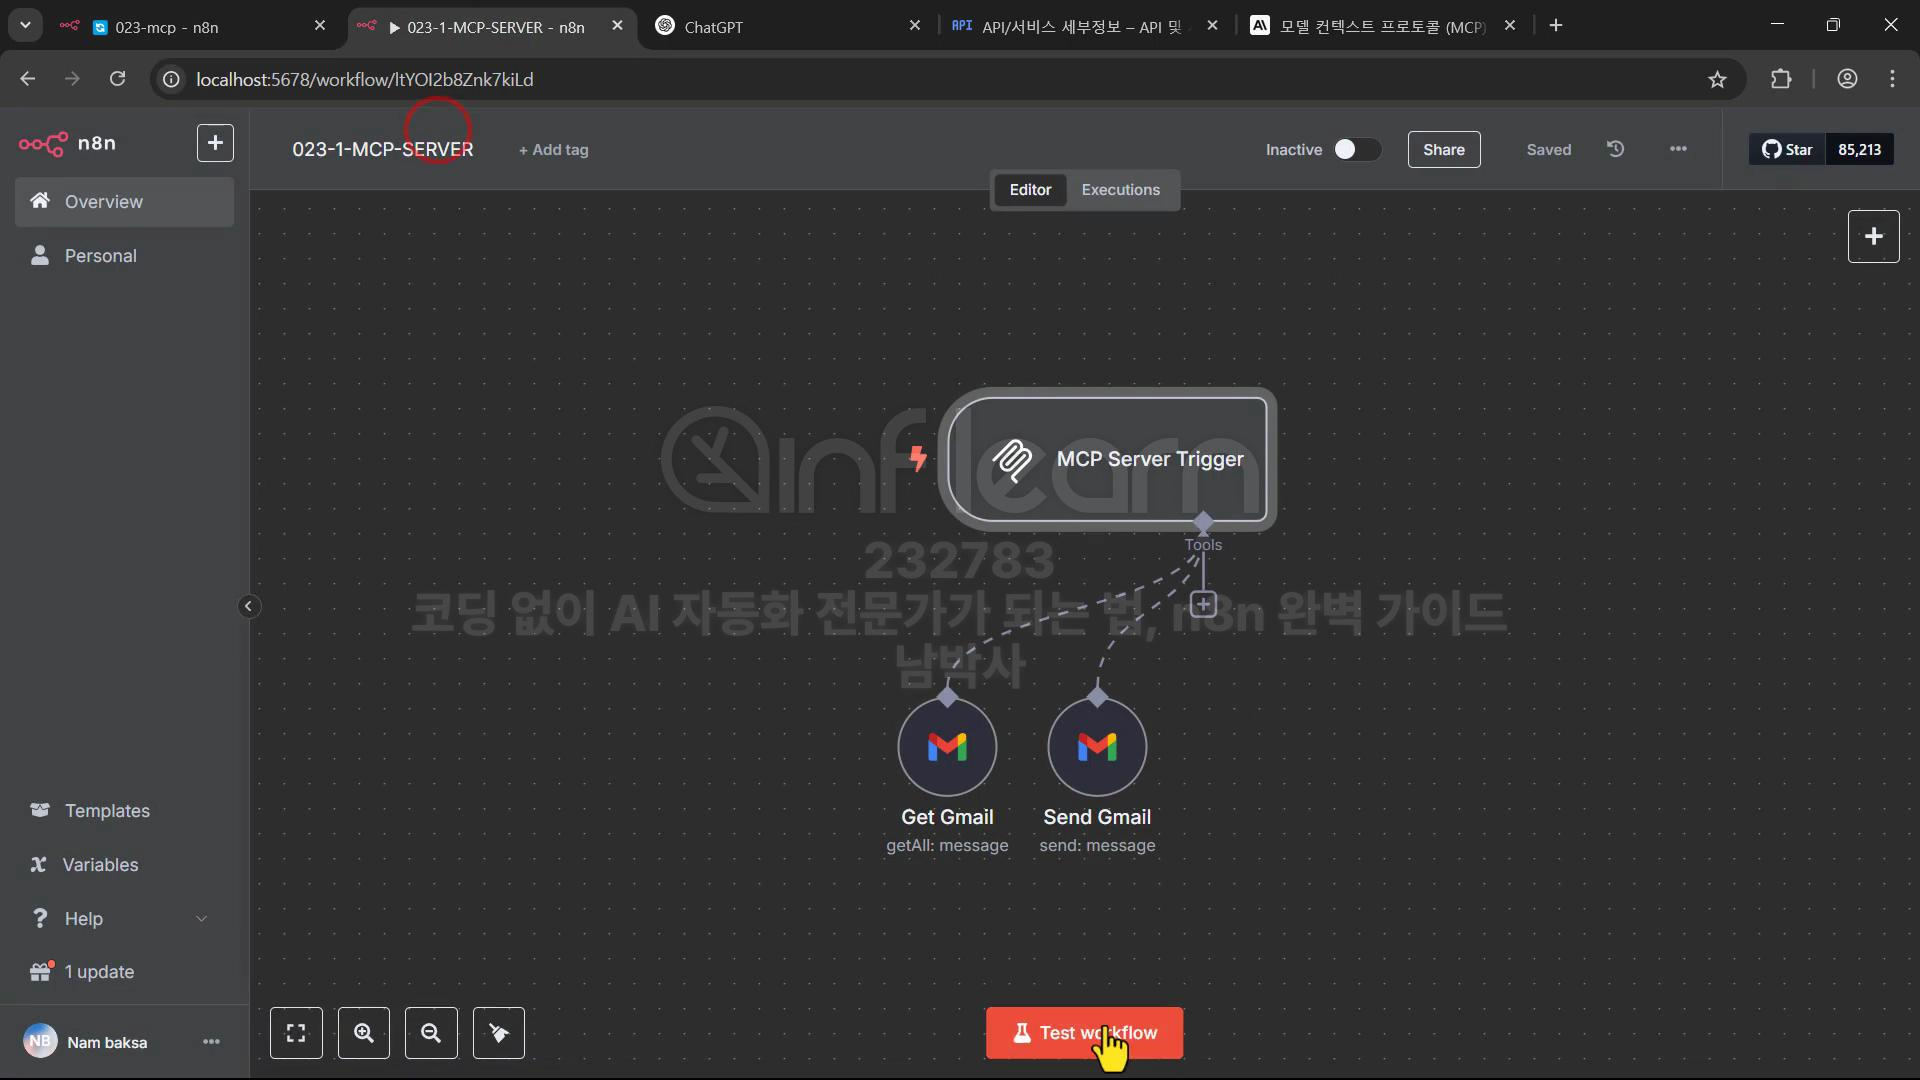 023-mcp - n8n
023-1-MCP-SERVER - n8n
ChatGPT
API API/서비스 세부정보 – API 및
모델 컨텍스트 프로토콜 (MCP)
localhost:5678/workflow/ltYOI2b8Znk7kiLd
n8n
023-1-MCP-SERVER
+ Add tag
Inactive
Share
Saved
Star
85,213
Editor
Executions
Overview
Personal
MCP Server Trigger
Tools
inflearn
232783
코딩 없이 AI 자동화 전문가가 되는 법, n8n 완벽 가이드
남박사
Get Gmail
getAll: message
Send Gmail
send: message
Templates
Variables
Help
1 update
NB Nam baksa
Test workflow